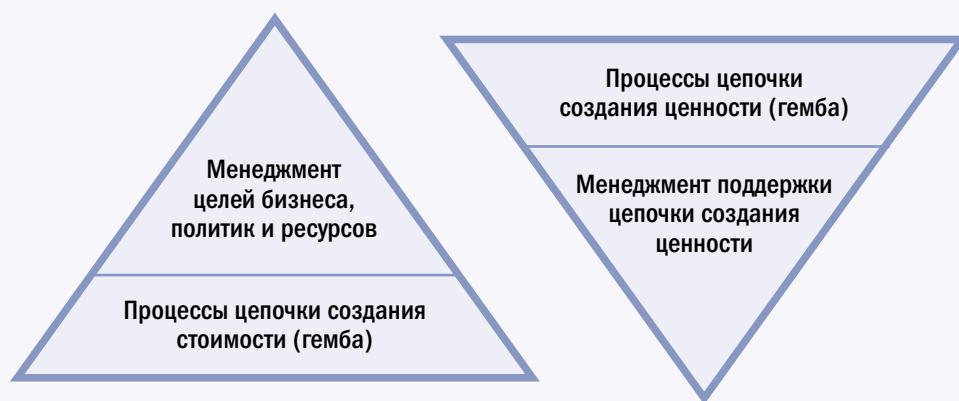 Менеджмент
целей бизнеса,
политик и ресурсов
Процессы цепочки создания
стоимости (гемба)
Процессы цепочки
создания ценности (гемба)
Менеджмент поддержки
цепочки создания
ценности